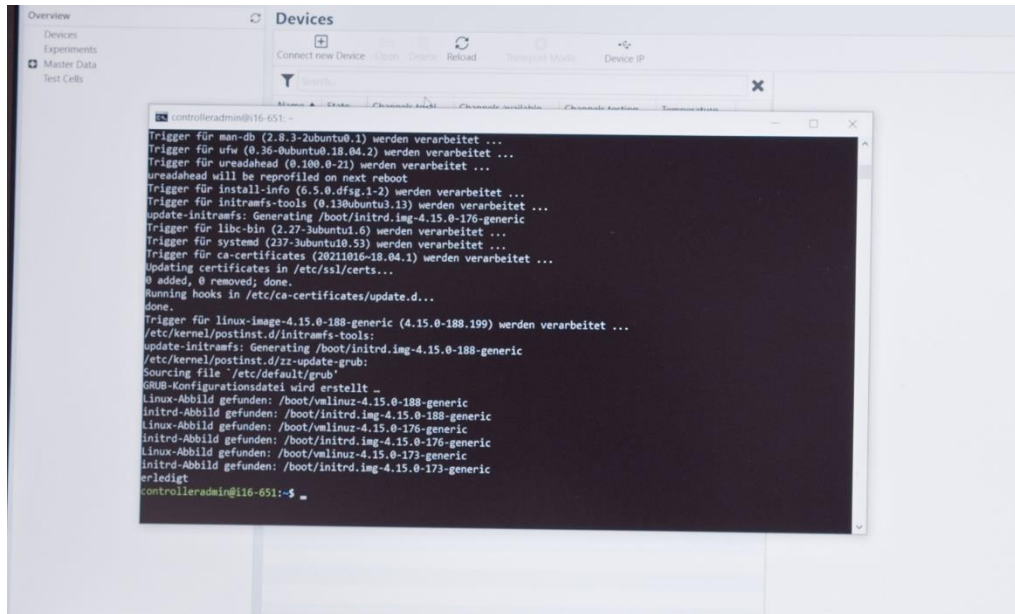 Overview
Devices
Experiments
Master Data
Test Cells
Devices
Connect new Device Open Delete Reload Transport Mode Device IP
Search...
Name State Channels available Channels testing Temperature
controlleradmin@i16-651: ~
Trigger für man-db (2.8.3-2ubuntu0.1) werden verarbeitet ...
Trigger für ufw (0.36-0ubuntu0.18.04.2) werden verarbeitet ...
Trigger für ureadahead (0.100.0-21) werden verarbeitet ...
ureadahead will be reprofiled on next reboot
Trigger für install-info (6.5.0.dfsg.1-2) werden verarbeitet ...
Trigger für initramfs-tools (0.130ubuntu3.13) werden verarbeitet ...
update-initramfs: Generating /boot/initrd.img-4.15.0-176-generic
Trigger für libc-bin (2.27-3ubuntu1.6) werden verarbeitet ...
Trigger für systemd (237-3ubuntu10.53) werden verarbeitet ...
Trigger für ca-certificates (20211016~18.04.1) werden verarbeitet ...
Updating certificates in /etc/ssl/certs...
0 added, 0 removed; done.
Running hooks in /etc/ca-certificates/update.d...
done.
Trigger für linux-image-4.15.0-188-generic (4.15.0-188.199) werden verarbeitet ...
/etc/kernel/postinst.d/initramfs-tools:
update-initramfs: Generating /boot/initrd.img-4.15.0-188-generic
/etc/kernel/postinst.d/zz-update-grub:
Sourcing file `/etc/default/grub'
GRUB-Konfigurationsdatei wird erstellt …
Linux-Abbild gefunden: /boot/vmlinuz-4.15.0-188-generic
initrd-Abbild gefunden: /boot/initrd.img-4.15.0-188-generic
Linux-Abbild gefunden: /boot/vmlinuz-4.15.0-176-generic
initrd-Abbild gefunden: /boot/initrd.img-4.15.0-176-generic
Linux-Abbild gefunden: /boot/vmlinuz-4.15.0-173-generic
initrd-Abbild gefunden: /boot/initrd.img-4.15.0-173-generic
erledigt
controlleradmin@i16-651:~$ _